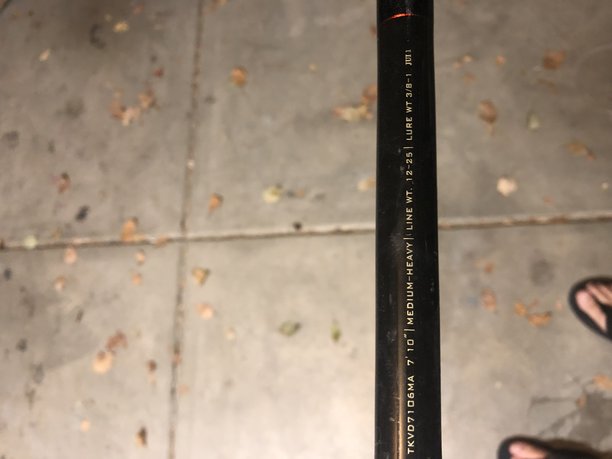 TKVD7106MA 7'10" | MEDIUM-HEAVY | LINE WT. 12-25 | LURE WT 3/8-1